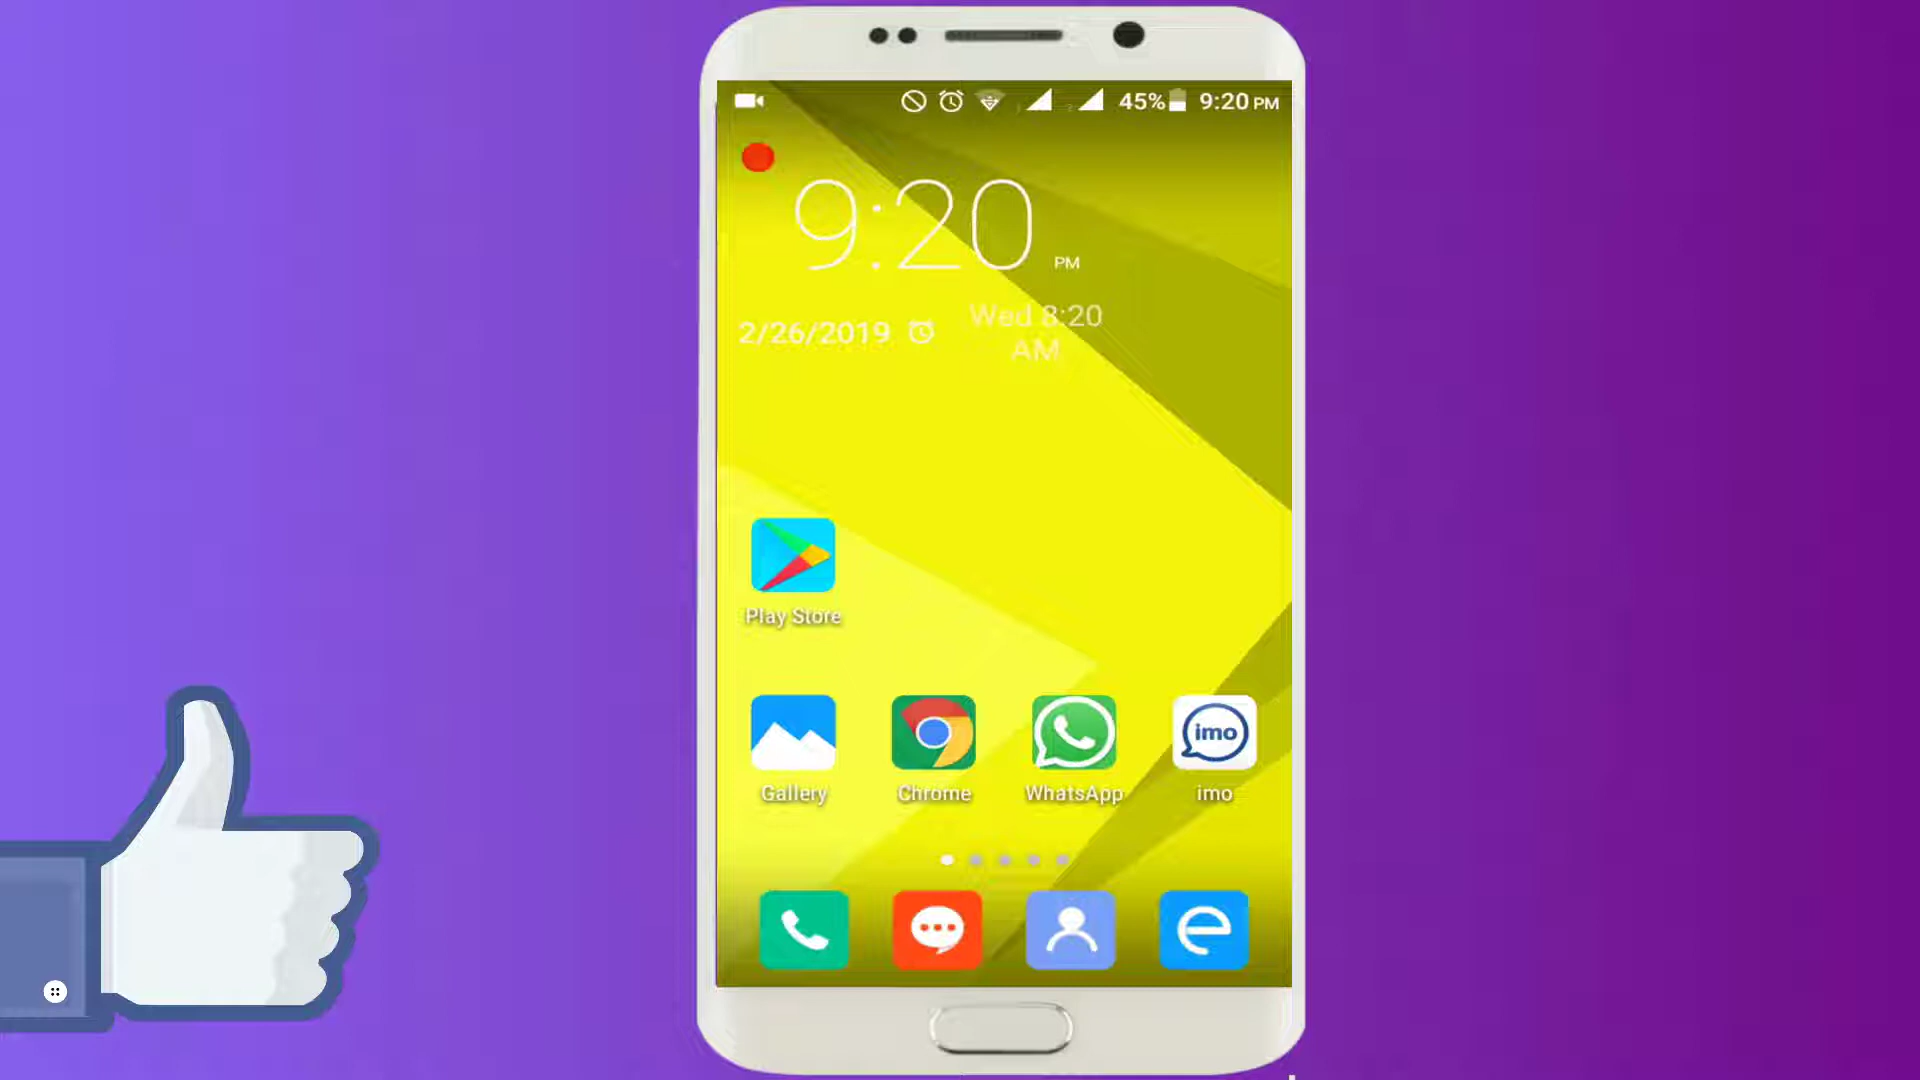 45% 9:20 PM
9:20 PM
2/26/2019
Wed 8:20
AM
Play Store
Gallery
Chrome
WhatsApp
imo
imo